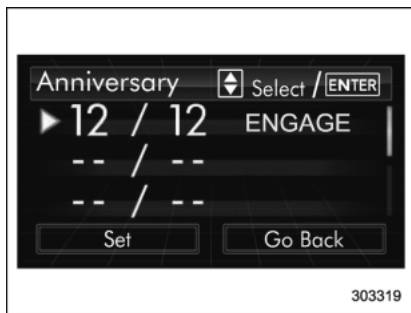 Anniversary Select / ENTER
12 / 12 ENGAGE
-- / --
-- / --
Set Go Back
303319